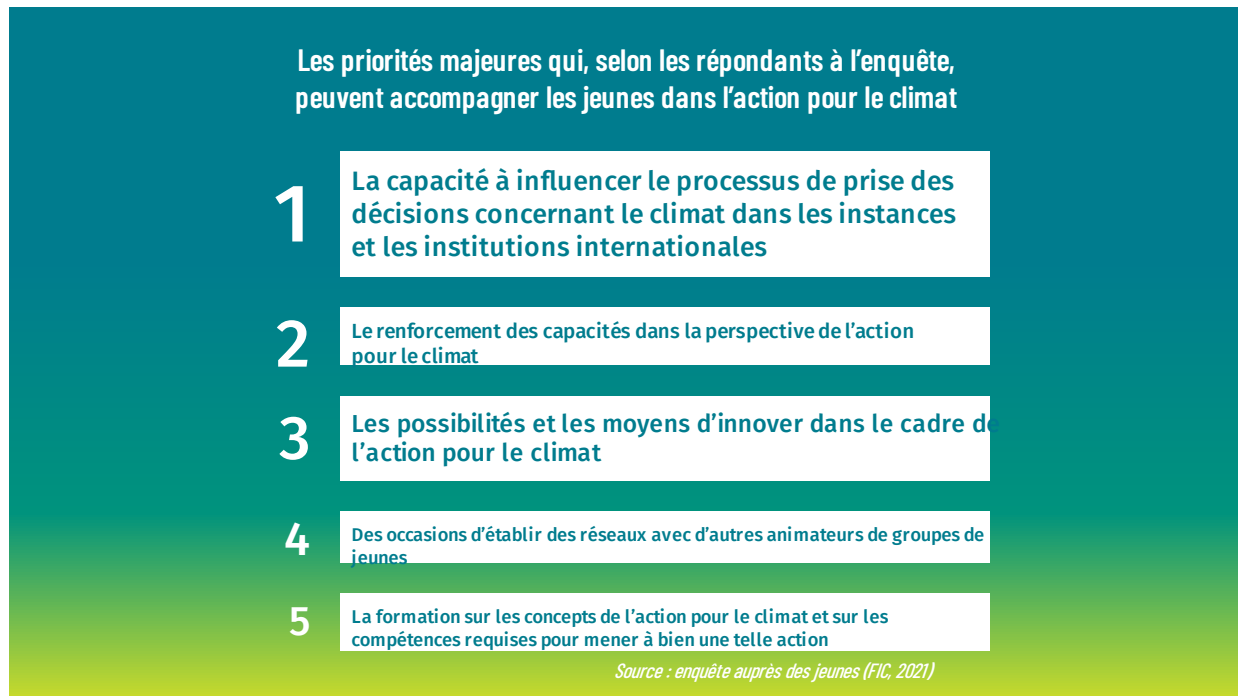 Les priorités majeures qui, selon les répondants à l’enquête,
peuvent accompagner les jeunes dans l’action pour le climat
1
La capacité à influencer le processus de prise des
décisions concernant le climat dans les instances
et les institutions internationales
2
Le renforcement des capacités dans la perspective de l’action
pour le climat
3
Les possibilités et les moyens d’innover dans le cadre de
l’action pour le climat
4
Des occasions d’établir des réseaux avec d’autres animateurs de groupes de
jeunes
5
La formation sur les concepts de l’action pour le climat et sur les
compétences requises pour mener à bien une telle action
Source : enquête auprès des jeunes (FIC, 2021)